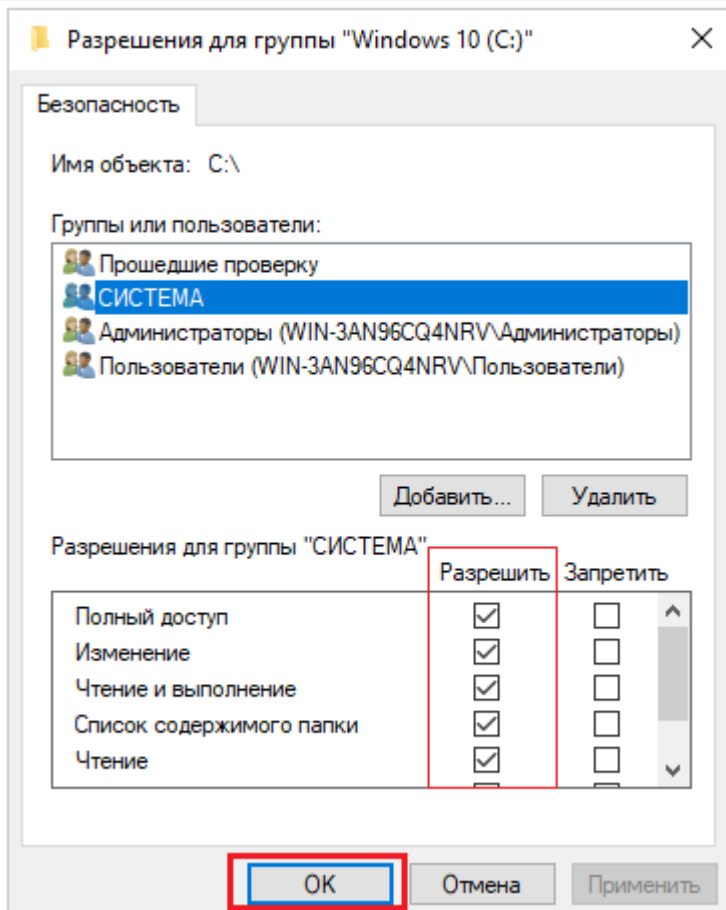 Разрешения для группы "Windows 10 (C:)"
Безопасность
Имя объекта: C:\
Группы или пользователи:
Прошедшие проверку
СИСТЕМА
Администраторы (WIN-3AN96CQ4NRV\Администраторы)
Пользователи (WIN-3AN96CQ4NRV\Пользователи)
Добавить... Удалить
Разрешения для группы "СИСТЕМА"
Разрешить Запретить
Полный доступ
Изменение
Чтение и выполнение
Список содержимого папки
Чтение
OK Отмена Применить